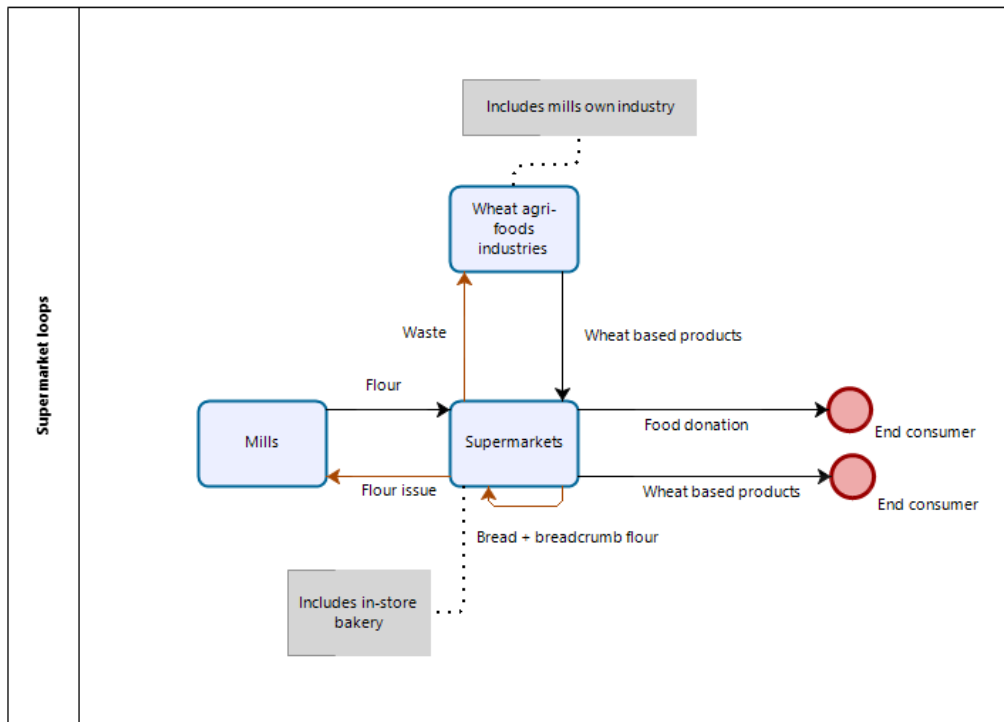 Supermarket loops
Includes mills own industry
Wheat agri-
foods
industries
Waste
Wheat based products
Flour
Mills
Supermarkets
Food donation
End consumer
Flour issue
Wheat based products
End consumer
Bread + breadcrumb flour
Includes in-store
bakery